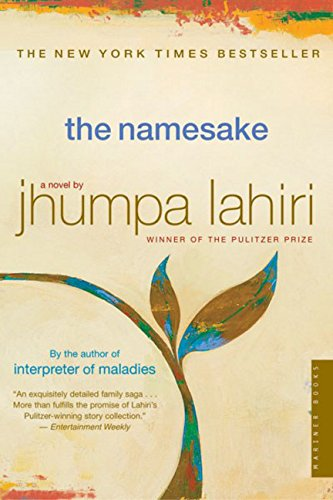 THE NEW YORK TIMES BESTSELLER
the namesake
a novel by
jhumpa lahiri
WINNER OF THE PULITZER PRIZE
By the author of
interpreter of maladies
"An exquisitely detailed family saga . . .
More than fulfills the promise of Lahiri's
Pulitzer-winning story collection."
— Entertainment Weekly
MARINER BOOKS